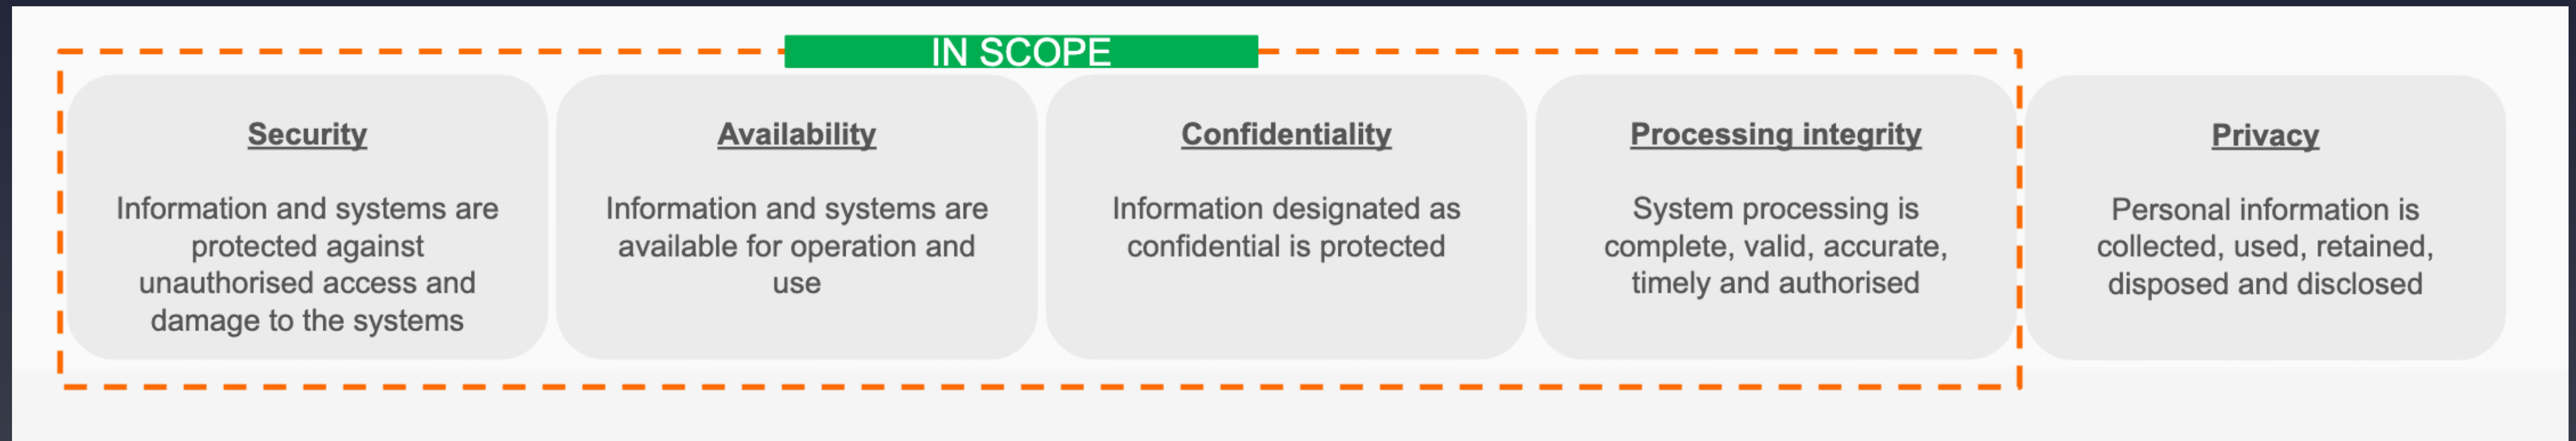 IN SCOPE
Security
Information and systems are
protected against
unauthorised access and
damage to the systems
Availability
Information and systems are
available for operation and
use
Confidentiality
Information designated as
confidential is protected
Processing integrity
System processing is
complete, valid, accurate,
timely and authorised
Privacy
Personal information is
collected, used, retained,
disposed and disclosed